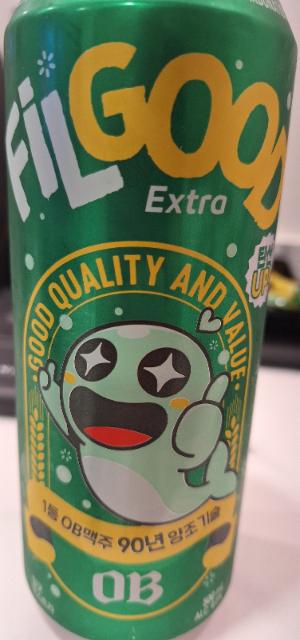 FiLGOOD
Extra
UP
GOOD QUALITY AND VALUE
1등 OB맥주 90년 양조기술
OB